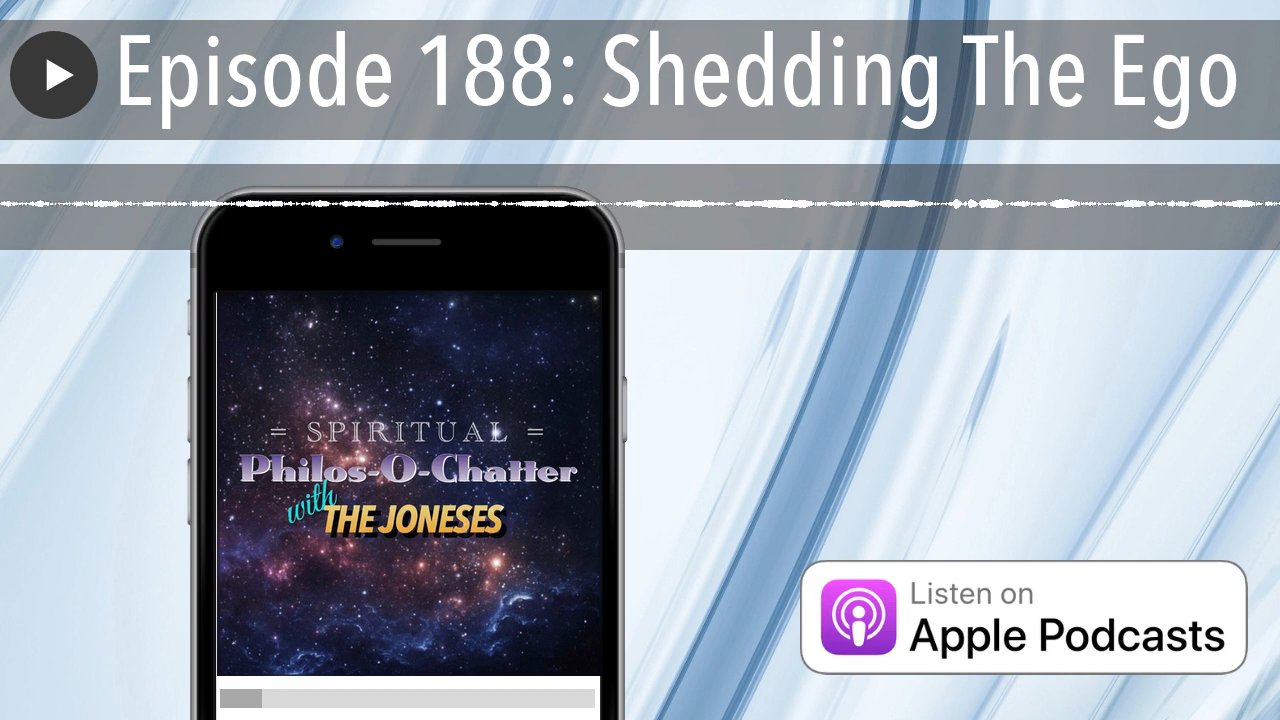 Episode 188: Shedding The Ego
= SPIRITUAL =
Philos-O-Chatter
with
THE JONESES
Listen on
Apple Podcasts